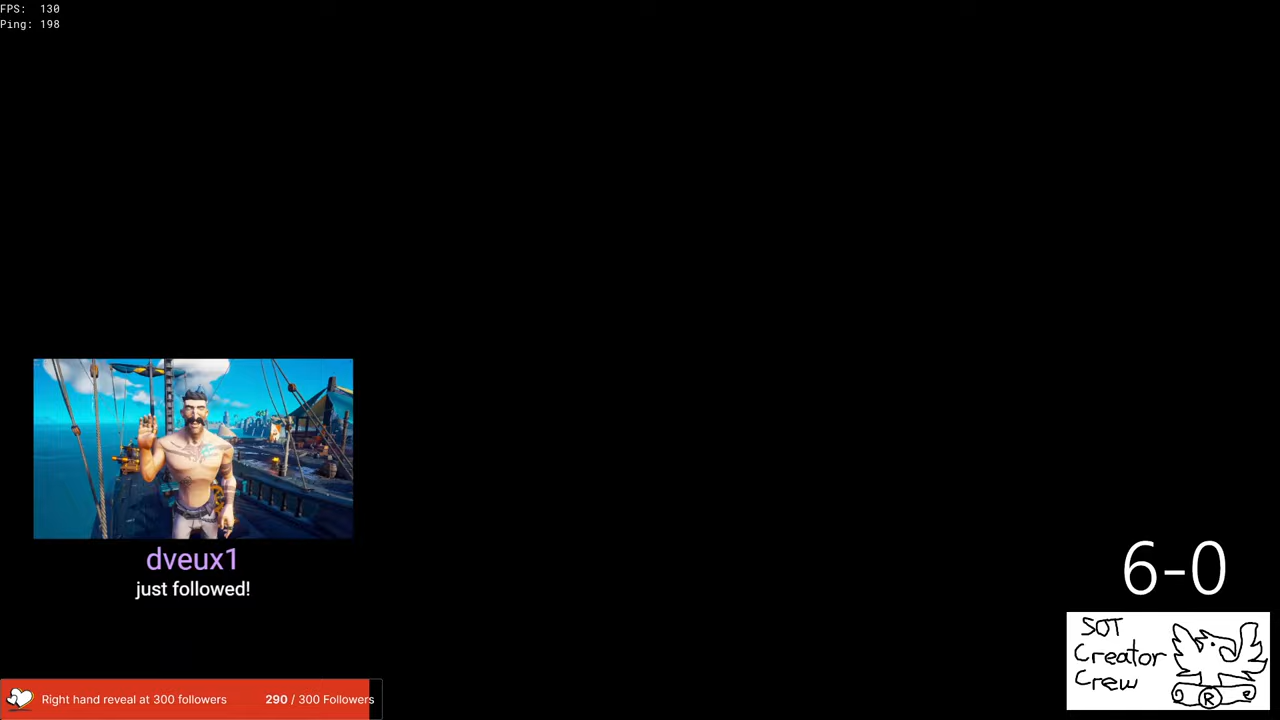 FPS:  130
Ping: 198
dveux1
just followed!
6-0
SOT
Creator
Crew
R
Right hand reveal at 300 followers 290 / 300 Followers